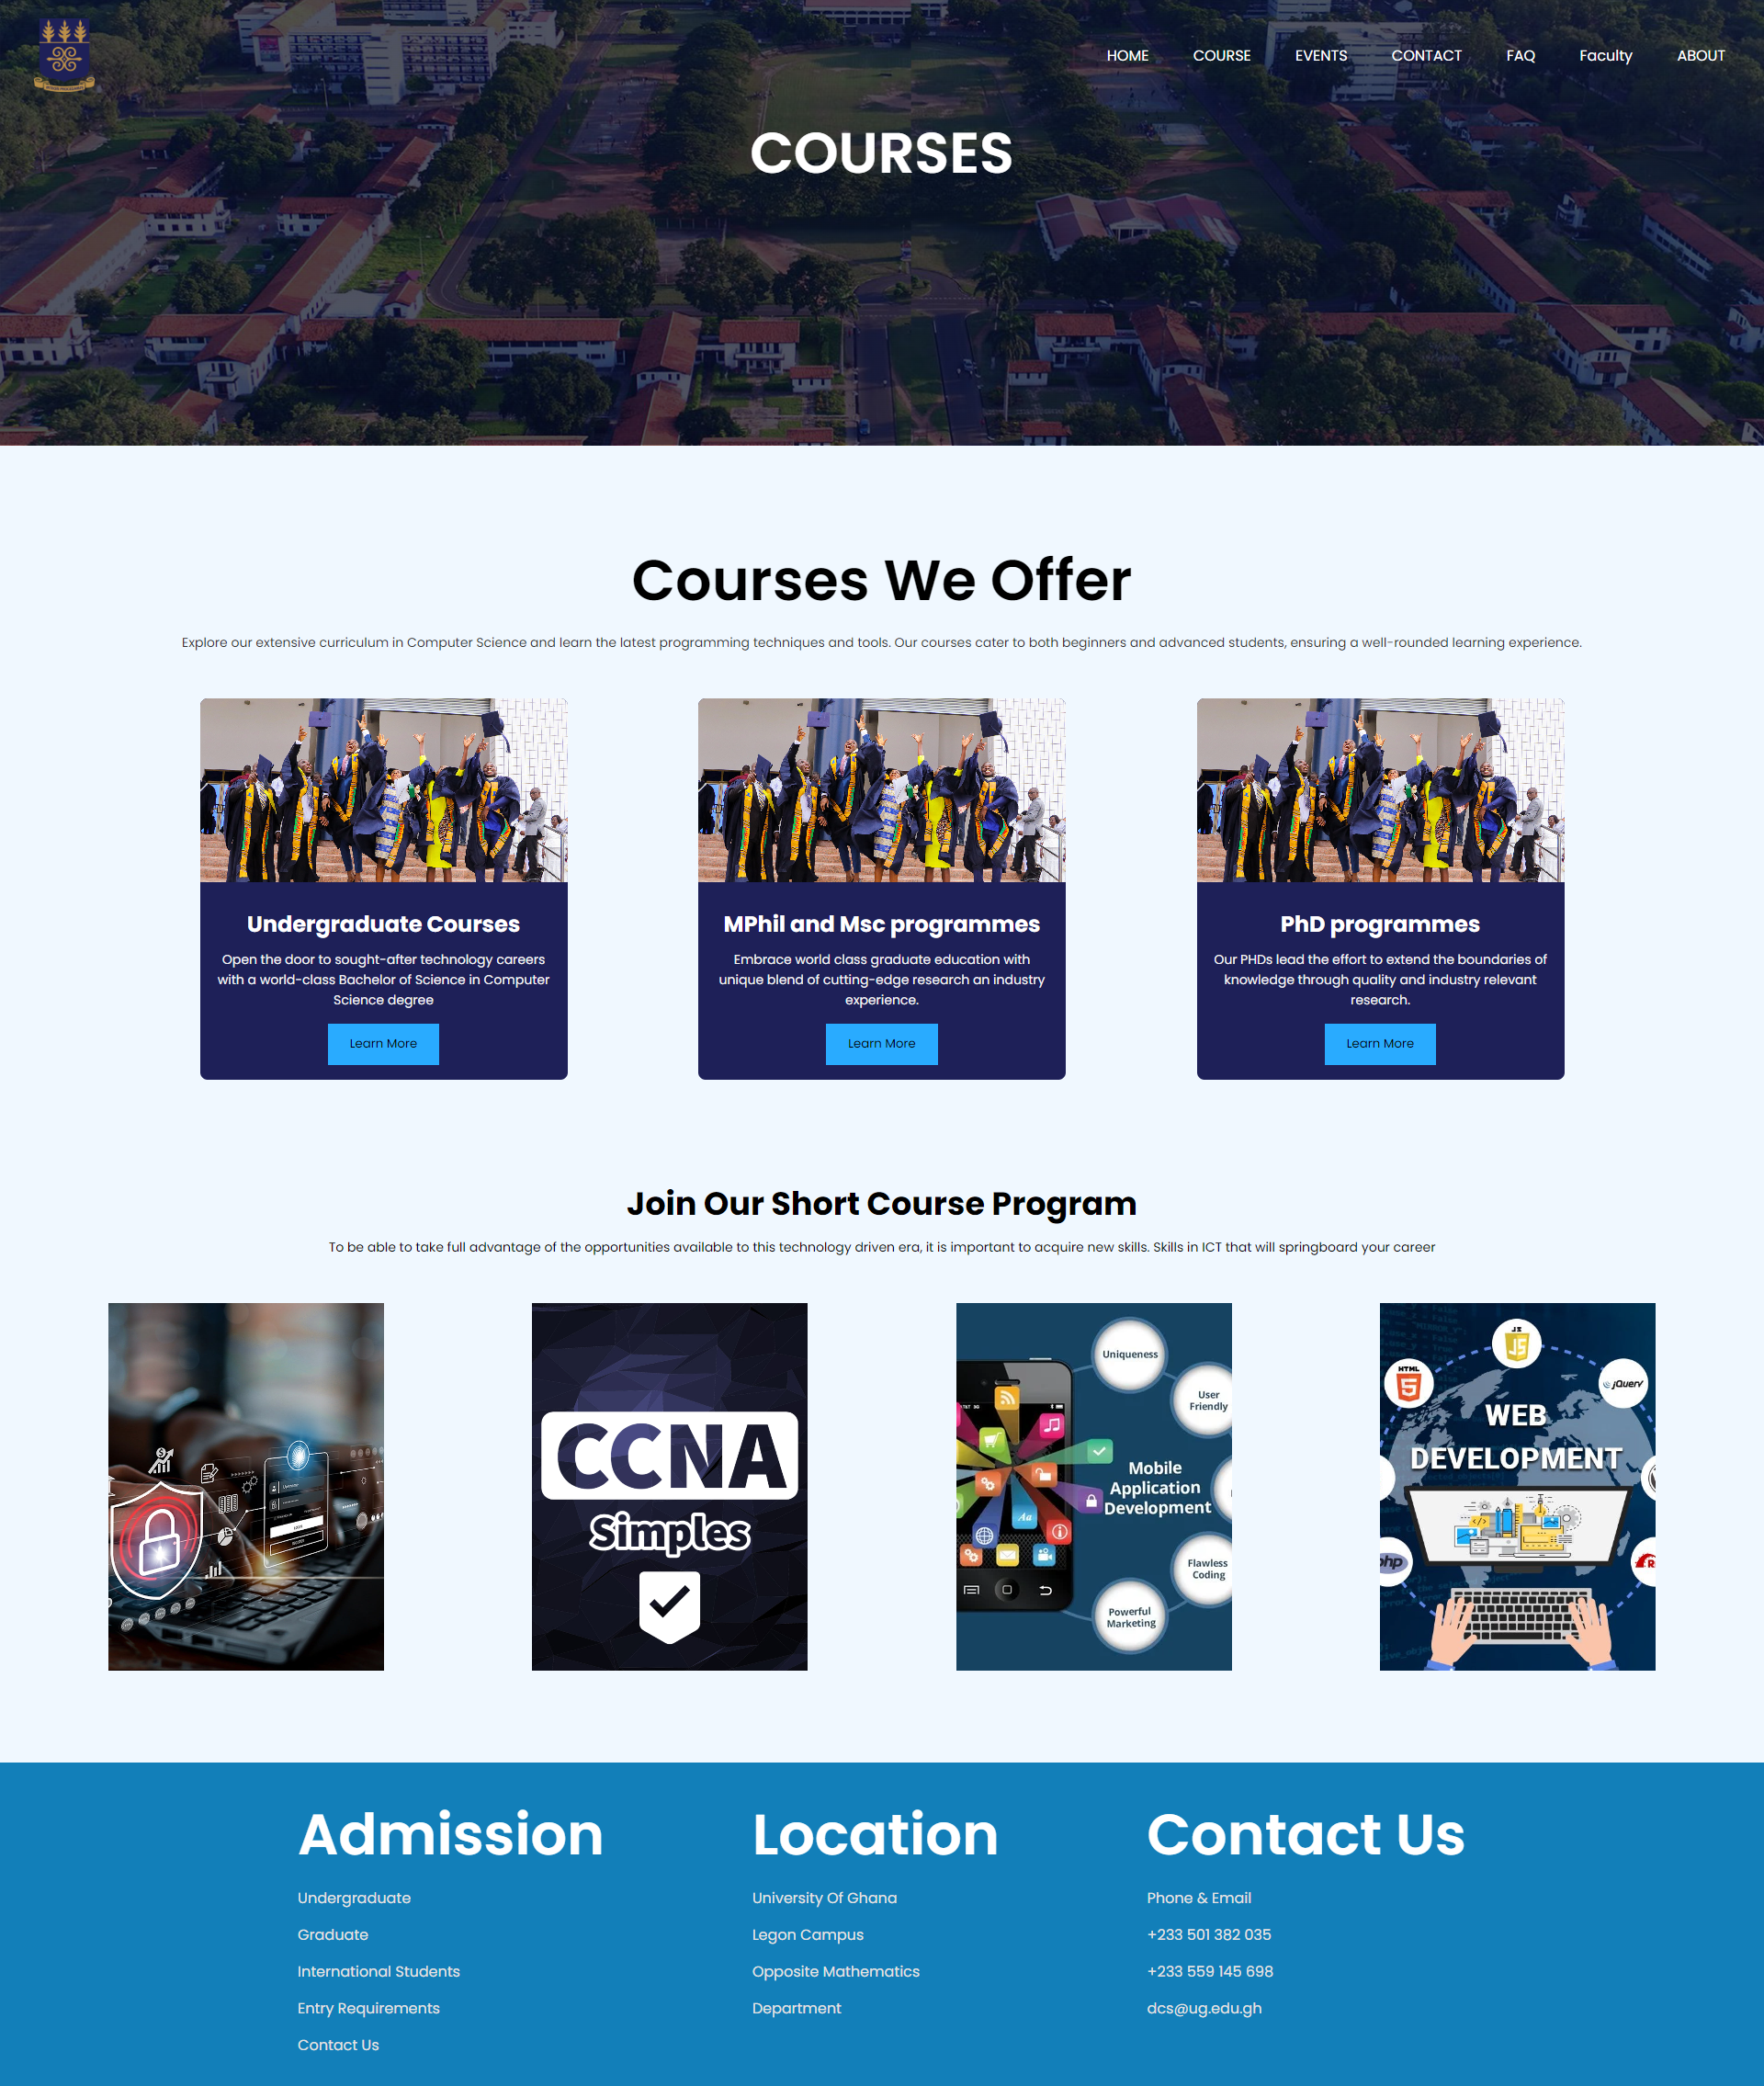 HOME COURSE EVENTS CONTACT FAQ Faculty ABOUT
COURSES
Courses We Offer
Explore our extensive curriculum in Computer Science and learn the latest programming techniques and tools. Our courses cater to both beginners and advanced students, ensuring a well-rounded learning experience.
Undergraduate Courses
Open the door to sought-after technology careers
with a world-class Bachelor of Science in Computer
Science degree
Learn More
MPhil and Msc programmes
Embrace world class graduate education with
unique blend of cutting-edge research an industry
experience.
Learn More
PhD programmes
Our PHDs lead the effort to extend the boundaries of
knowledge through quality and industry relevant
research.
Learn More
Join Our Short Course Program
To be able to take full advantage of the opportunities available to this technology driven era, it is important to acquire new skills. Skills in ICT that will springboard your career
CCNA
Simples
Uniqueness
User
Friendly
Mobile
Application
Development
Flawless
Coding
Powerful
Marketing
Aa
JS
HTML
5
jQuery
WEB
DEVELOPMENT
php
Admission
Undergraduate
Graduate
International Students
Entry Requirements
Contact Us
Location
University Of Ghana
Legon Campus
Opposite Mathematics
Department
Contact Us
Phone & Email
+233 501 382 035
+233 559 145 698
dcs@ug.edu.gh